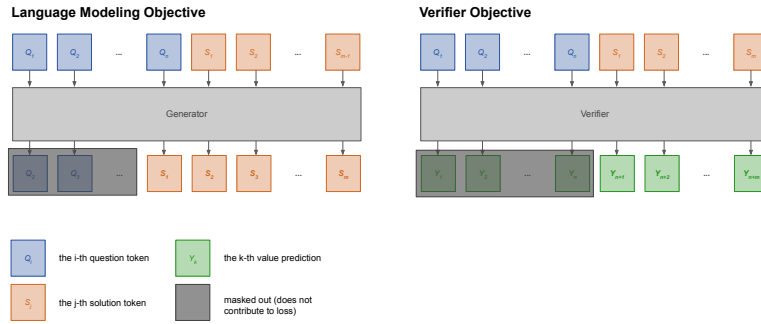 Language Modeling Objective
Q1 Q2 ... Qn S1 S2 ... Sm-1
Generator
Q2 Q3 ... S1 S2 S3 ... Sm
Verifier Objective
Q1 Q2 ... Qn S1 S2 ... Sm
Verifier
Y1 Y2 ... Yn Yn+1 Yn+2 ... Yn+m
Qi the i-th question token
Yk the k-th value prediction
Sj the j-th solution token
masked out (does not
contribute to loss)